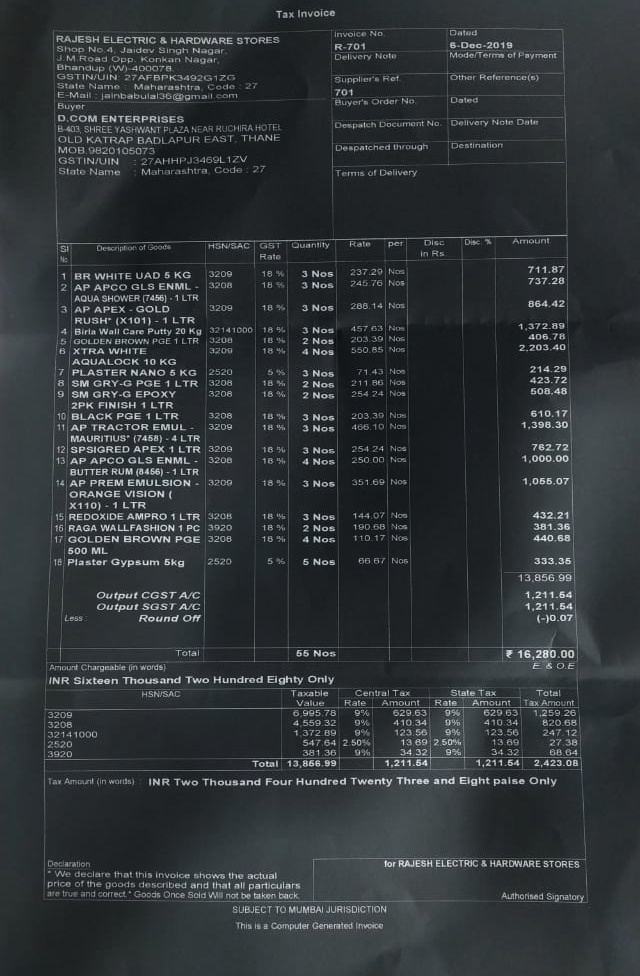 Tax Invoice
RAJESH ELECTRIC & HARDWARE STORES
Shop No.4, Jaidev Singh Nagar,
J.M.Road Opp. Konkan Nagar,
Bhandup (W)-400078.
GSTIN/UIN: 27AFBPK3492G1ZG
State Name : Maharashtra, Code : 27
E-Mail : jainbabulal36@gmail.com
Invoice No. Dated
R-701 6-Dec-2019
Delivery Note Mode/Terms of Payment
Supplier's Ref. Other Reference(s)
701
Buyer
D.COM ENTERPRISES
B-403, SHREE YASHWANT PLAZA NEAR RUCHIRA HOTEL
OLD KATRAP BADLAPUR EAST, THANE
MOB.9820105073
GSTIN/UIN : 27AHHPJ3469L1ZV
State Name : Maharashtra, Code : 27
Buyer's Order No. Dated
Despatch Document No. Delivery Note Date
Despatched through Destination
Terms of Delivery
Sl No. Description of Goods HSN/SAC GST Rate Quantity Rate per Disc in Rs. Disc. % Amount
1 BR WHITE UAD 5 KG 3209 18 % 3 Nos 237.29 Nos 711.87
2 AP APCO GLS ENML - 3208 18 % 3 Nos 245.76 Nos 737.28
AQUA SHOWER (7456) - 1 LTR
3 AP APEX - GOLD 3209 18 % 3 Nos 288.14 Nos 864.42
RUSH* (X101) - 1 LTR
4 Birla Wall Care Putty 20 Kg 32141000 18 % 3 Nos 457.63 Nos 1,372.89
5 GOLDEN BROWN PGE 1 LTR 3208 18 % 2 Nos 203.39 Nos 406.78
6 XTRA WHITE 3209 18 % 4 Nos 550.85 Nos 2,203.40
AQUALOCK 10 KG
7 PLASTER NANO 5 KG 2520 5 % 3 Nos 71.43 Nos 214.29
8 SM GRY-G PGE 1 LTR 3208 18 % 2 Nos 211.86 Nos 423.72
9 SM GRY-G EPOXY 3208 18 % 2 Nos 254.24 Nos 508.48
2PK FINISH 1 LTR
10 BLACK PGE 1 LTR 3208 18 % 3 Nos 203.39 Nos 610.17
11 AP TRACTOR EMUL - 3209 18 % 3 Nos 466.10 Nos 1,398.30
MAURITIUS* (7458) - 4 LTR
12 SPSIGRED APEX 1 LTR 3209 18 % 3 Nos 254.24 Nos 762.72
13 AP APCO GLS ENML - 3208 18 % 4 Nos 250.00 Nos 1,000.00
BUTTER RUM (8456) - 1 LTR
14 AP PREM EMULSION - 3209 18 % 3 Nos 351.69 Nos 1,055.07
ORANGE VISION (
X110) - 1 LTR
15 REDOXIDE AMPRO 1 LTR 3208 18 % 3 Nos 144.07 Nos 432.21
16 RAGA WALLFASHION 1 PC 3920 18 % 2 Nos 190.68 Nos 381.36
17 GOLDEN BROWN PGE 3208 18 % 4 Nos 110.17 Nos 440.68
500 ML
18 Plaster Gypsum 5kg 2520 5 % 5 Nos 66.67 Nos 333.35
13,856.99
Output CGST A/C 1,211.54
Output SGST A/C 1,211.54
Less : Round Off (-)0.07
Total 55 Nos ₹ 16,280.00
Amount Chargeable (in words) E. & O.E
INR Sixteen Thousand Two Hundred Eighty Only
HSN/SAC Taxable Value Central Tax Rate Amount State Tax Rate Amount Total Tax Amount
3209 6,995.78 9% 629.63 9% 629.63 1,259.26
3208 4,559.32 9% 410.34 9% 410.34 820.68
32141000 1,372.89 9% 123.56 9% 123.56 247.12
2520 547.64 2.50% 13.69 2.50% 13.69 27.38
3920 381.36 9% 34.32 9% 34.32 68.64
Total 13,856.99 1,211.54 1,211.54 2,423.08
Tax Amount (in words) : INR Two Thousand Four Hundred Twenty Three and Eight paise Only
Declaration
" We declare that this invoice shows the actual
price of the goods described and that all particulars
are true and correct." Goods Once Sold Will not be taken back.
for RAJESH ELECTRIC & HARDWARE STORES
Authorised Signatory
SUBJECT TO MUMBAI JURISDICTION
This is a Computer Generated Invoice